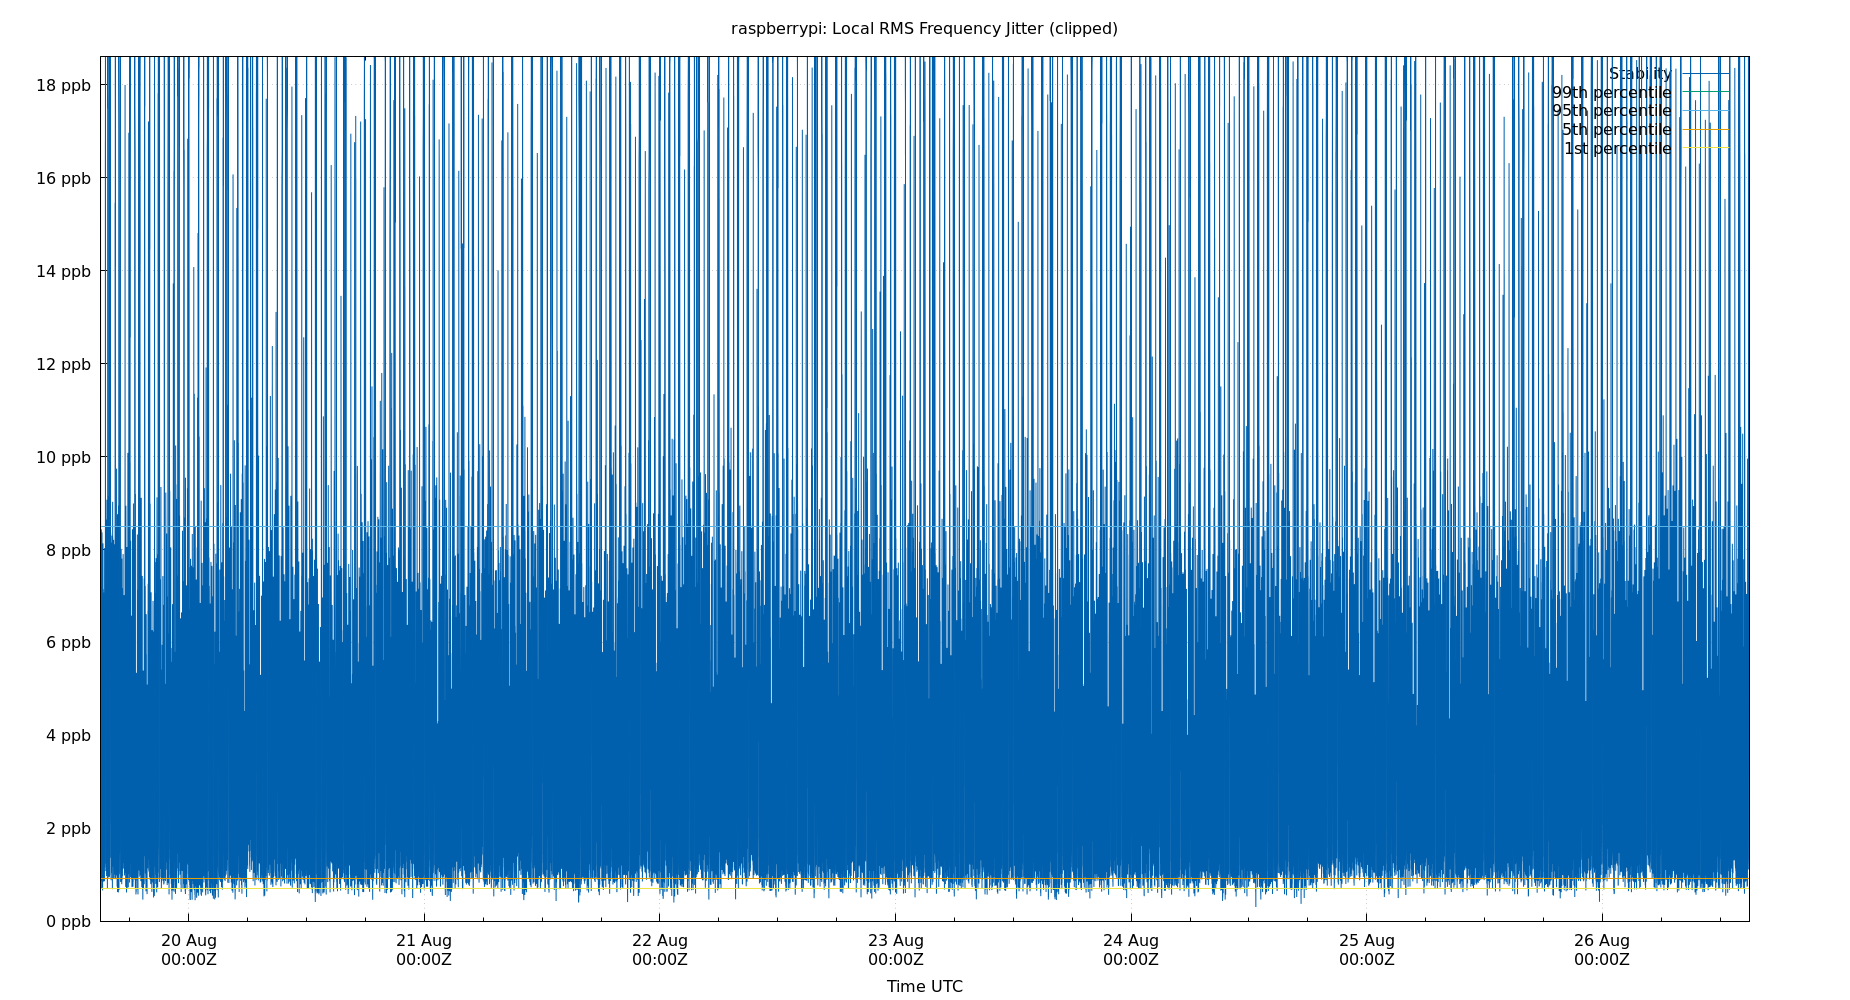 raspberrypi: Local RMS Frequency Jitter (clipped)
18 ppb
16 ppb
14 ppb
12 ppb
10 ppb
8 ppb
6 ppb
4 ppb
2 ppb
0 ppb
Stability
99th percentile
95th percentile
5th percentile
1st percentile
20 Aug
00:00Z
21 Aug
00:00Z
22 Aug
00:00Z
23 Aug
00:00Z
24 Aug
00:00Z
25 Aug
00:00Z
26 Aug
00:00Z
Time UTC